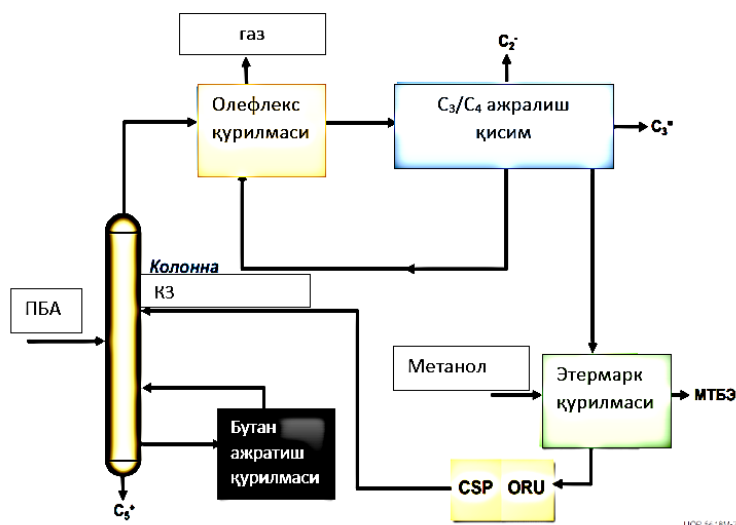 газ
C₂⁻
Олефлекс
қурилмаси
C₃/C₄ ажралиш
қисим
C₃⁼
Колонна
КЗ
ПБА
Метанол
Этермарк
қурилмаси
МТБЭ
Бутан
ажратиш
қурилмаси
CSP ORU
C₅⁺